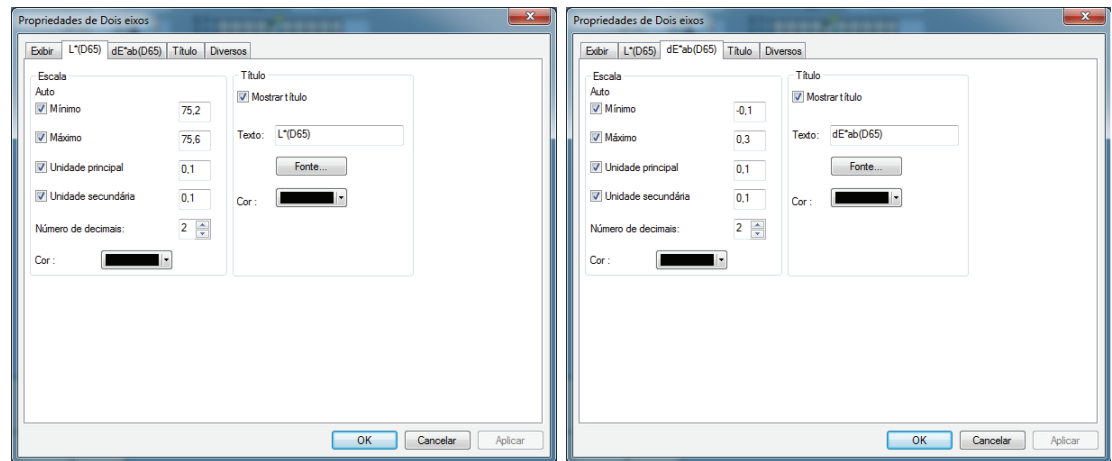 Propriedades de Dois eixos
x
Exibir L*(D65) dE*ab(D65) Título Diversos
Escala
Auto
Mínimo 75,2
Máximo 75,6
Unidade principal 0,1
Unidade secundária 0,1
Número de decimais: 2
Cor :
Título
Mostrar título
Texto: L*(D65)
Fonte...
Cor :
OK Cancelar Aplicar
Propriedades de Dois eixos
x
Exibir L*(D65) dE*ab(D65) Título Diversos
Escala
Auto
Mínimo -0,1
Máximo 0,3
Unidade principal 0,1
Unidade secundária 0,1
Número de decimais: 2
Cor :
Título
Mostrar título
Texto: dE*ab(D65)
Fonte...
Cor :
OK Cancelar Aplicar